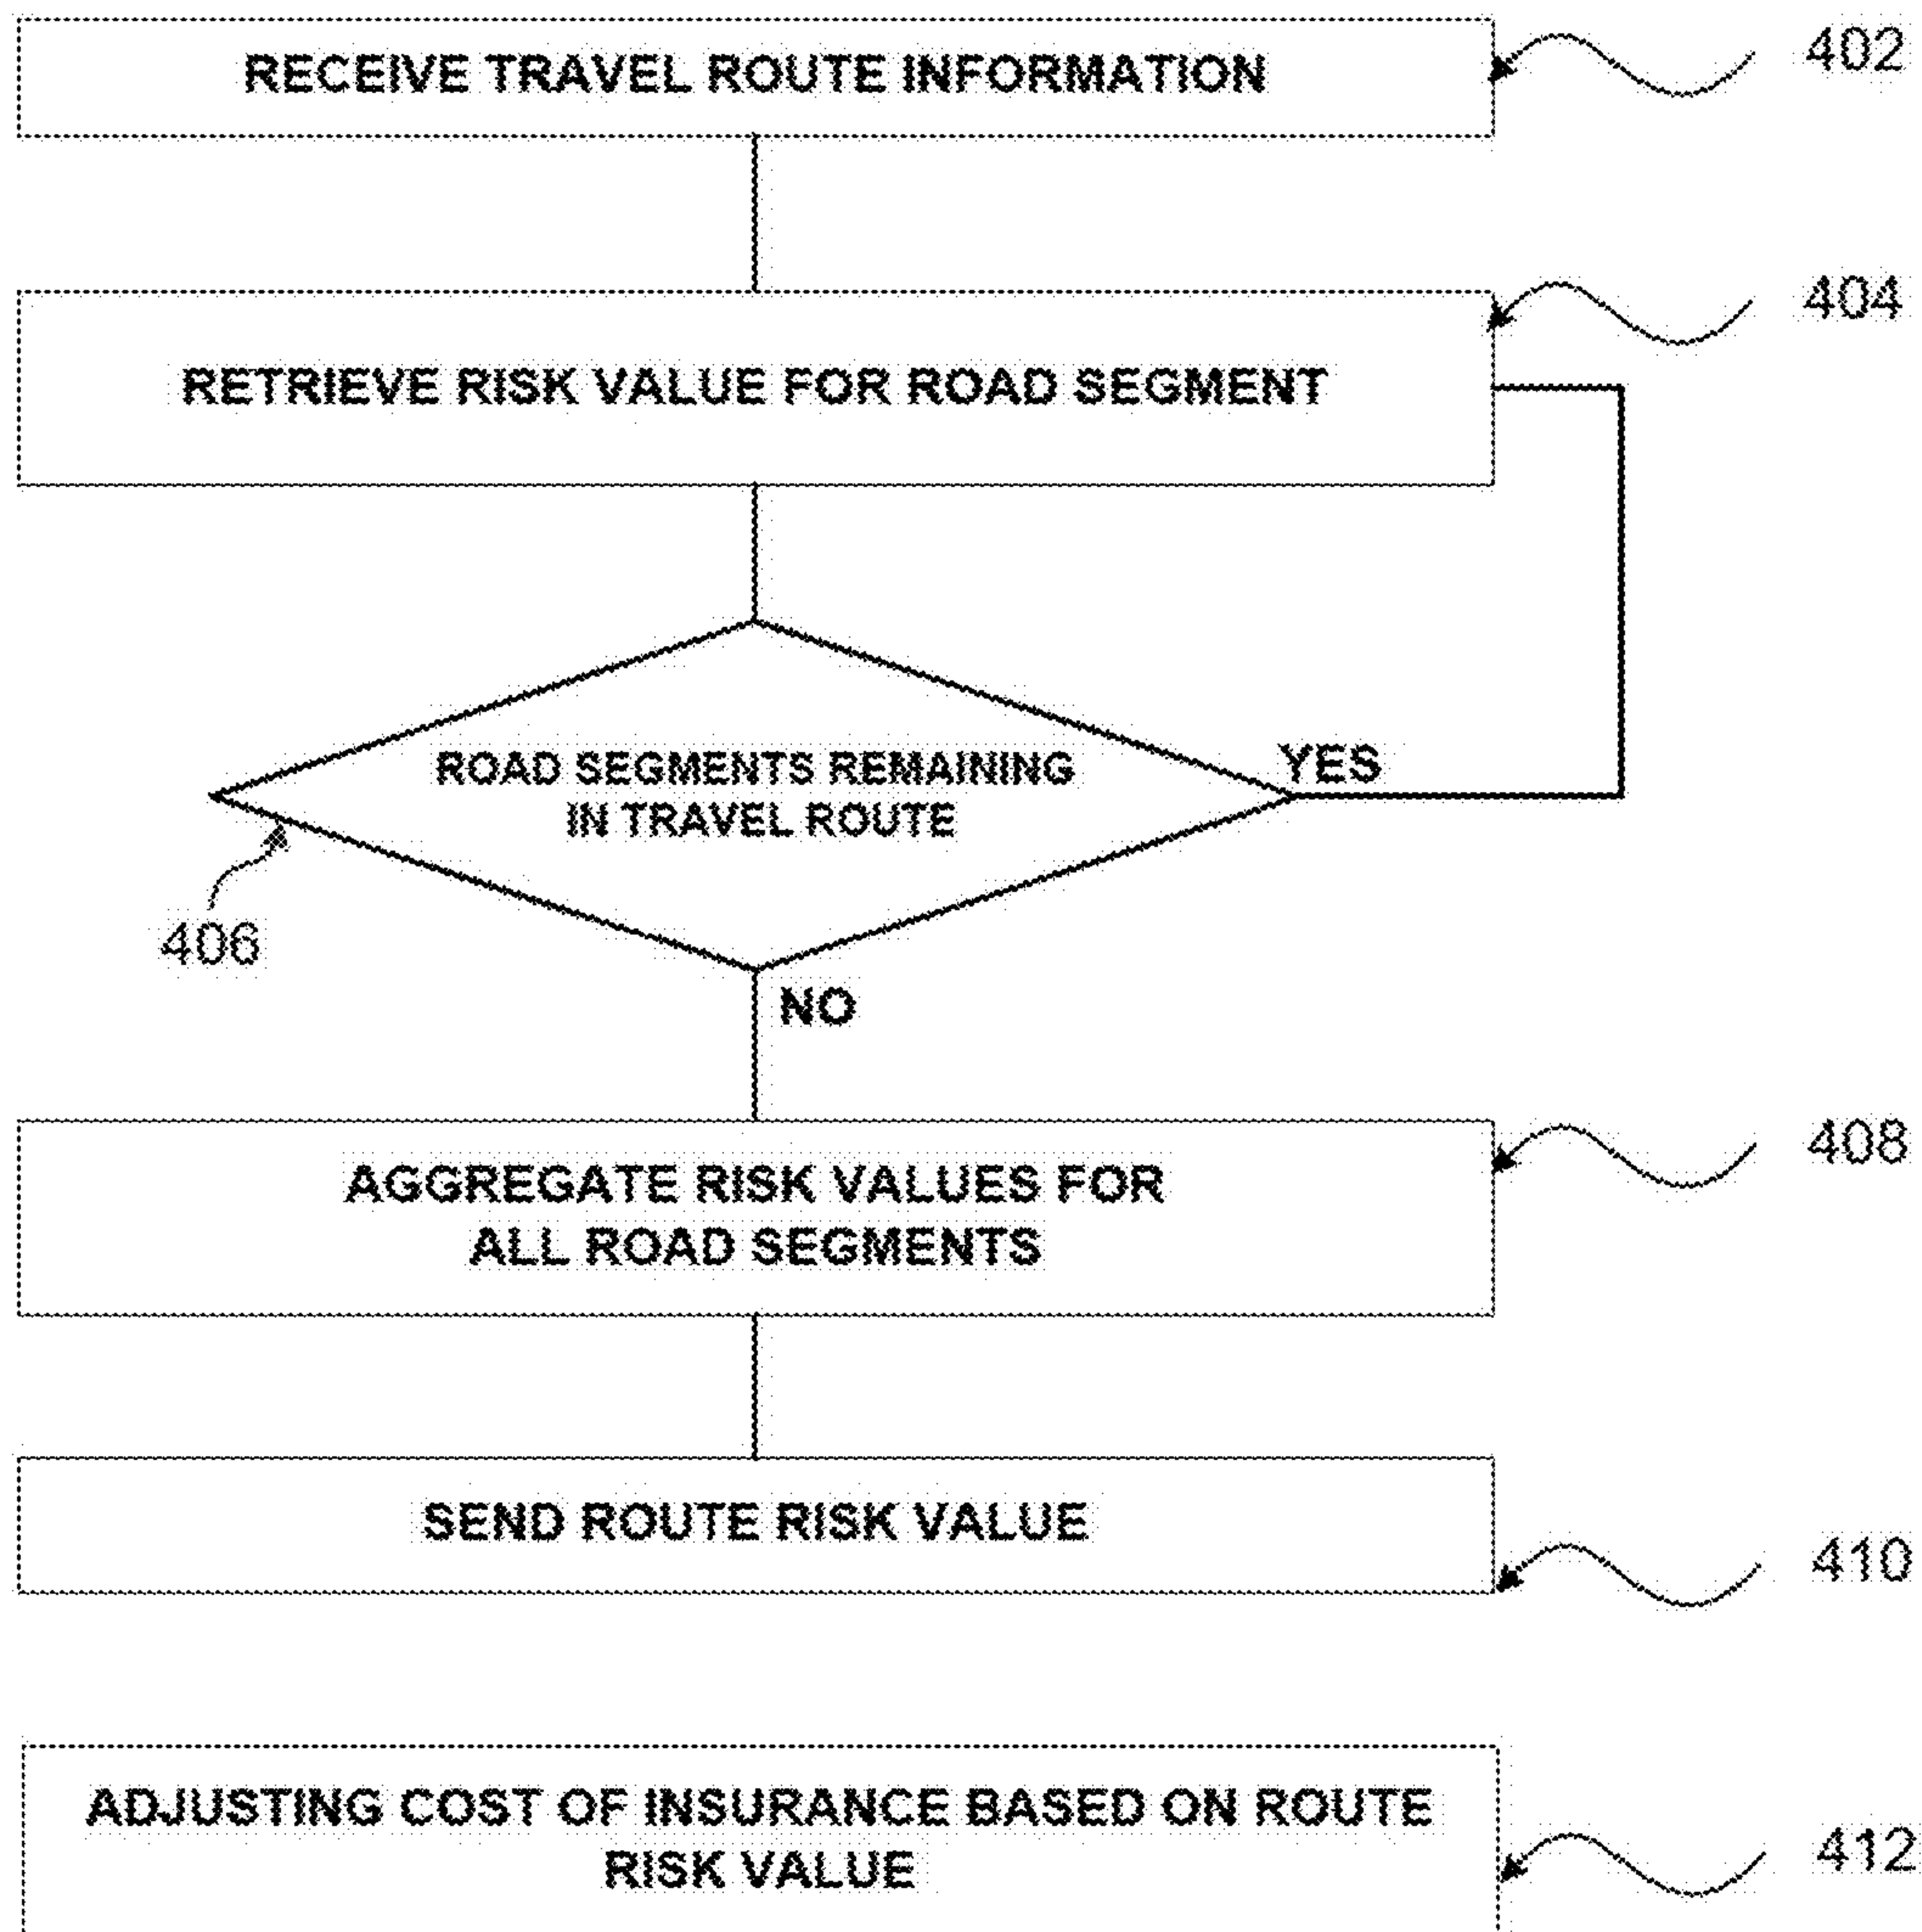 RECEIVE TRAVEL ROUTE INFORMATION
402
RETRIEVE RISK VALUE FOR ROAD SEGMENT
404
ROAD SEGMENTS REMAINING
IN TRAVEL ROUTE
YES
406
NO
AGGREGATE RISK VALUES FOR
ALL ROAD SEGMENTS
408
SEND ROUTE RISK VALUE
410
ADJUSTING COST OF INSURANCE BASED ON ROUTE
RISK VALUE
412